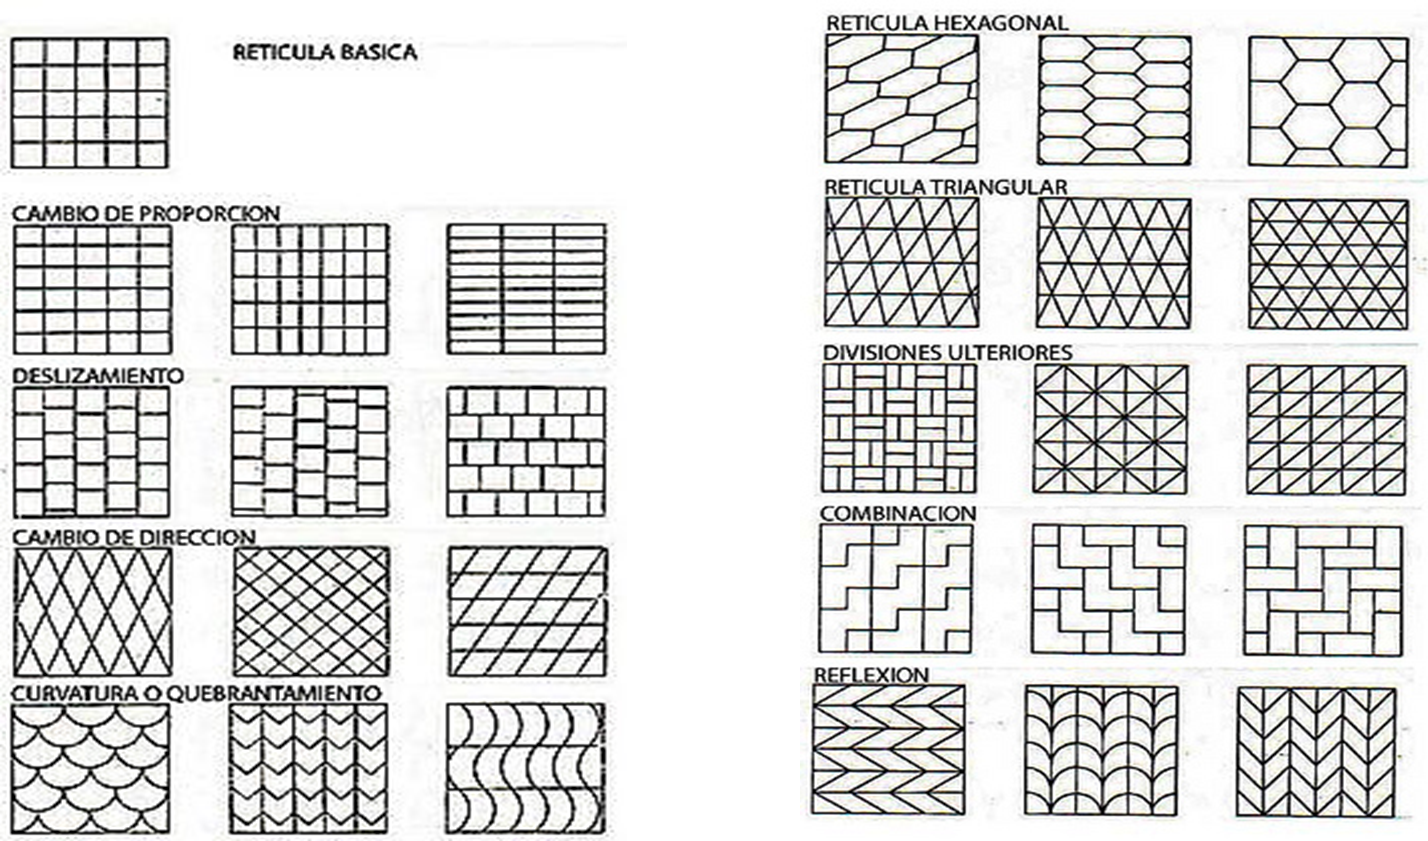 RETICULA BASICA
CAMBIO DE PROPORCION
DESLIZAMIENTO
CAMBIO DE DIRECCION
CURVATURA O QUEBRANTAMIENTO
RETICULA HEXAGONAL
RETICULA TRIANGULAR
DIVISIONES ULTERIORES
COMBINACION
REFLEXION